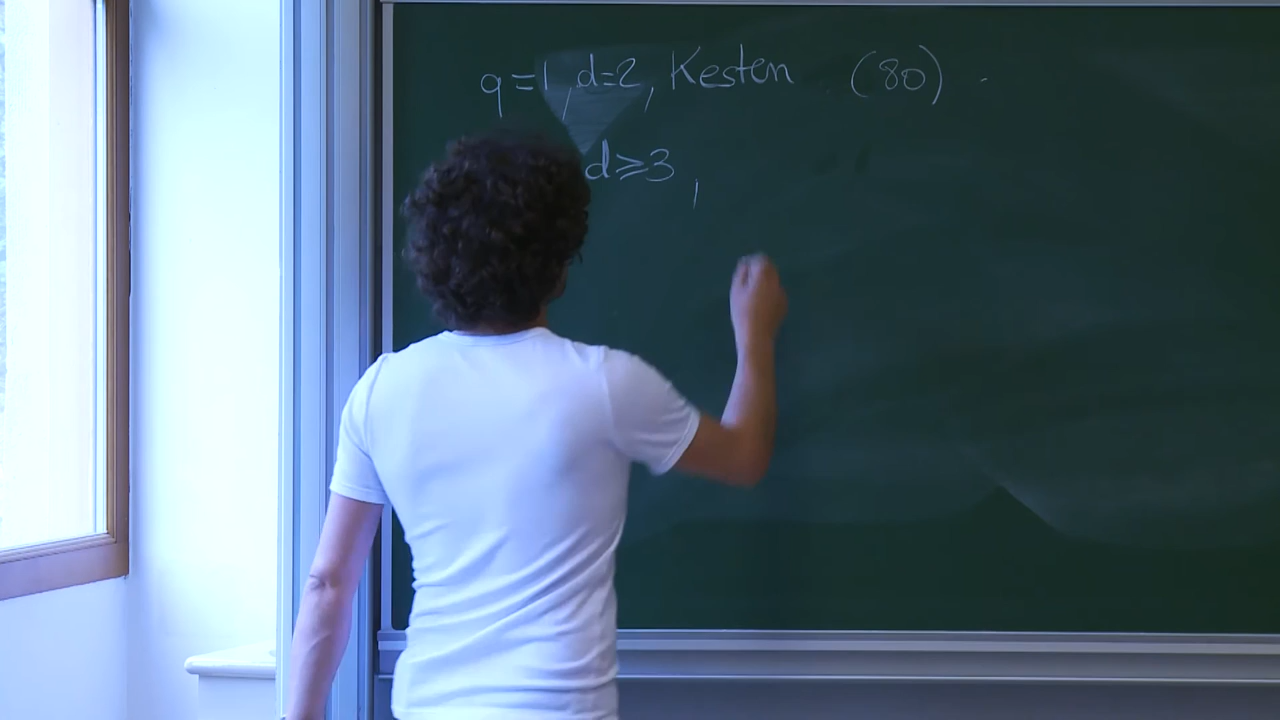 q=1, d=2, Kesten (80).
d≥3,